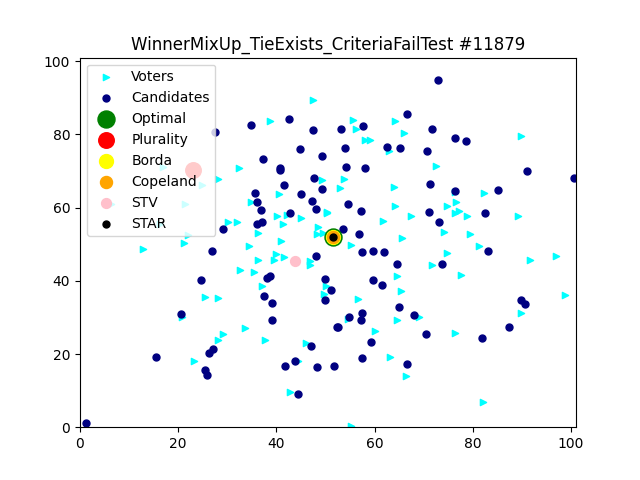 WinnerMixUp_TieExists_CriteriaFailTest #11879
100
80
60
40
20
0
0
20
40
60
80
100
Voters
Candidates
Optimal
Plurality
Borda
Copeland
STV
STAR